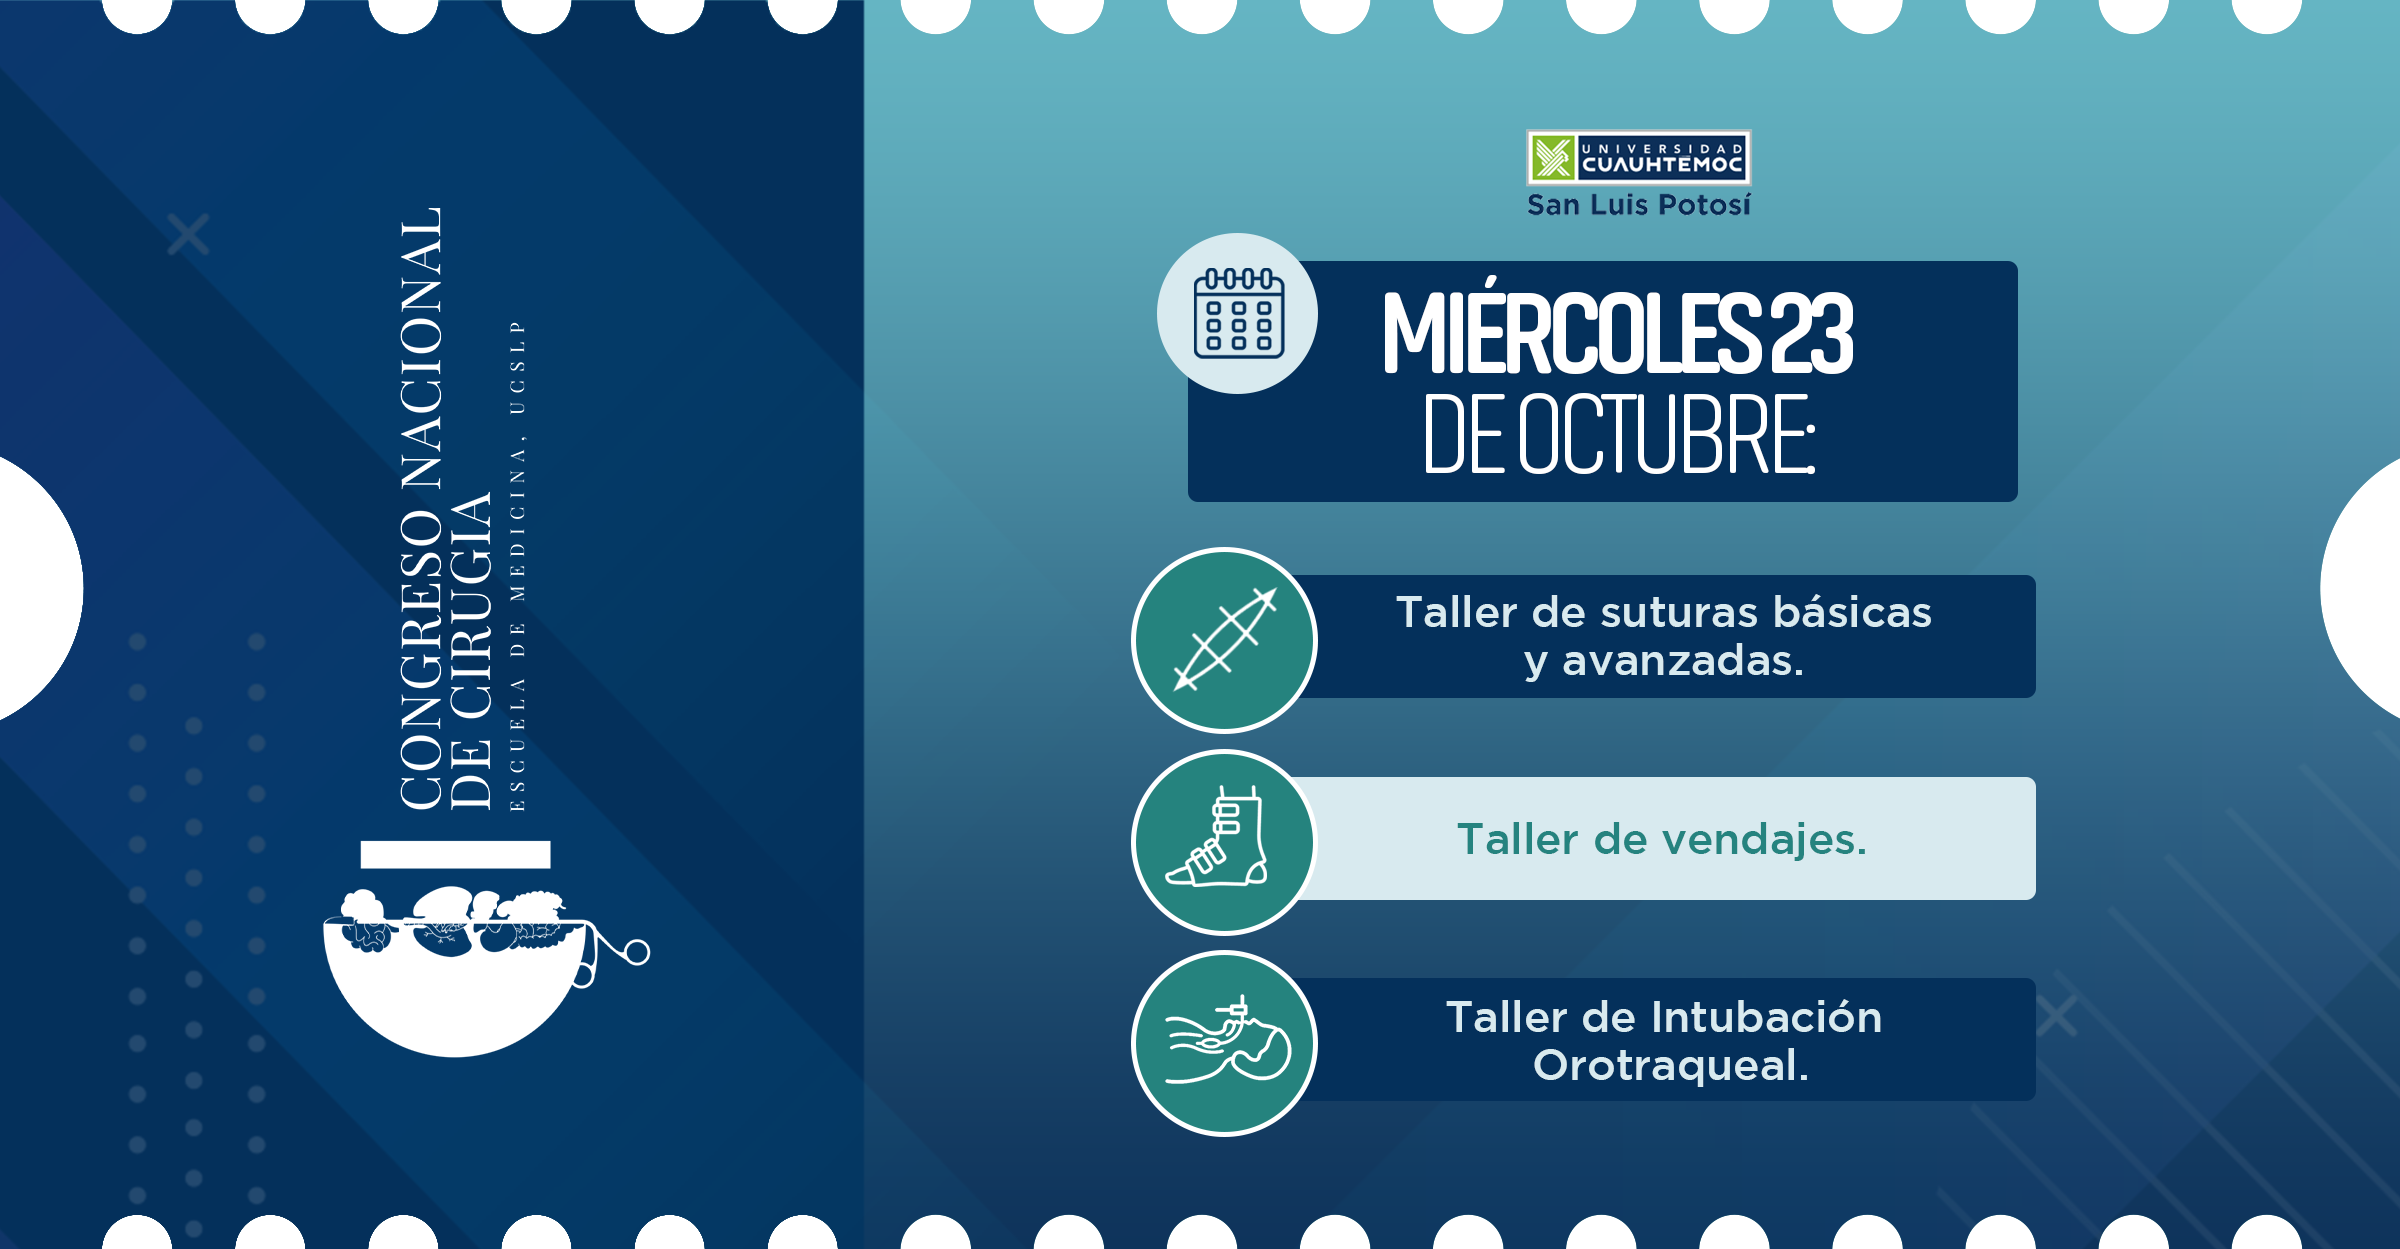 CONGRESO NACIONAL
DE CIRUGIA
ESCUELA DE MEDICINA, UCSLP
UNIVERSIDAD
CUAUHTÉMOC
San Luis Potosí
MIÉRCOLES 23
DE OCTUBRE:
Taller de suturas básicas
y avanzadas.
Taller de vendajes.
Taller de Intubación
Orotraqueal.